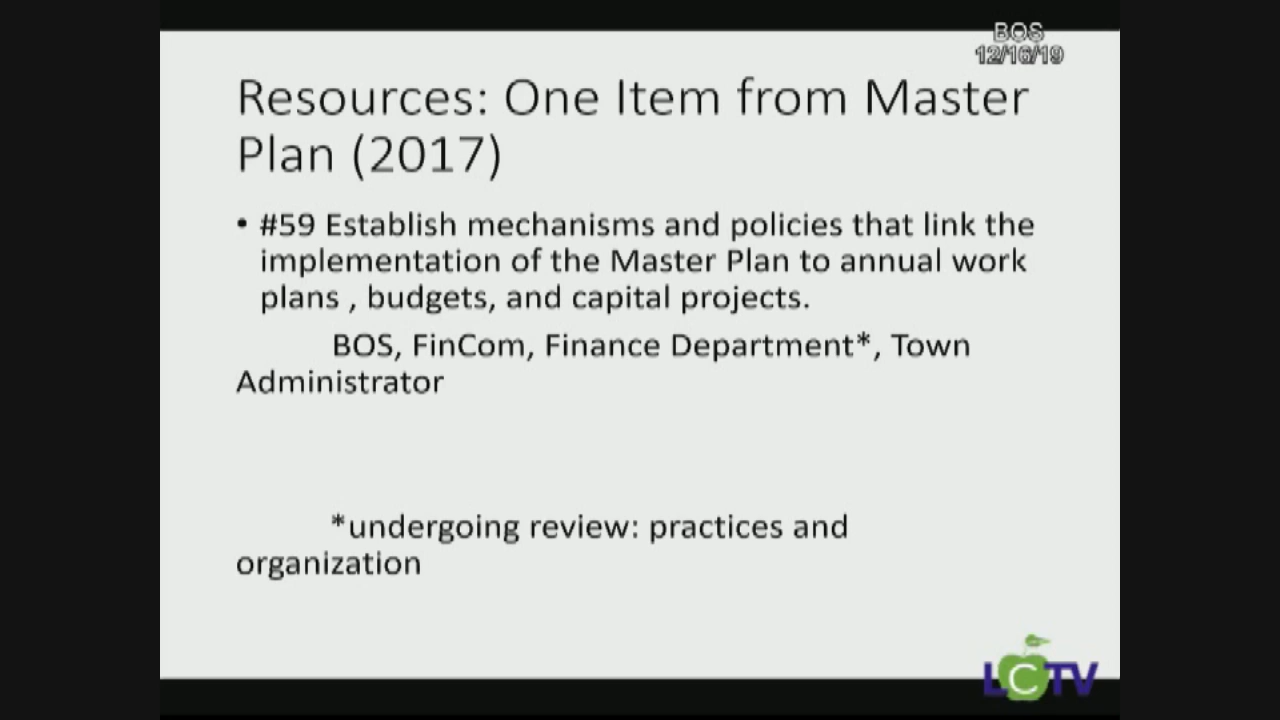 BOS
12/16/19
Resources: One Item from Master
Plan (2017)
• #59 Establish mechanisms and policies that link the
implementation of the Master Plan to annual work
plans , budgets, and capital projects.
BOS, FinCom, Finance Department*, Town
Administrator
*undergoing review: practices and
organization
LCTV